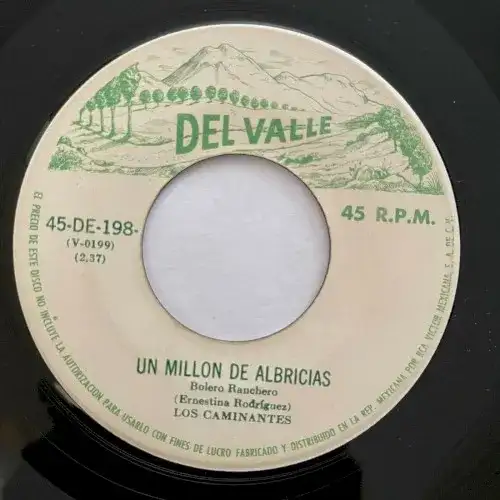 DEL VALLE
45-DE-198-
(V-0199)
(2,37)
45 R.P.M.
UN MILLON DE ALBRICIAS
Bolero Ranchero
(Ernestina Rodríguez)
LOS CAMINANTES
EL PRECIO DE ESTE DISCO NO INCLUYE LA AUTORIZACION PARA USARLO CON FINES DE LUCRO FABRICADO Y DISTRIBUIDO EN LA REP. MEXICANA POR RCA VICTOR MEXICANA, S.A. DE C.V.